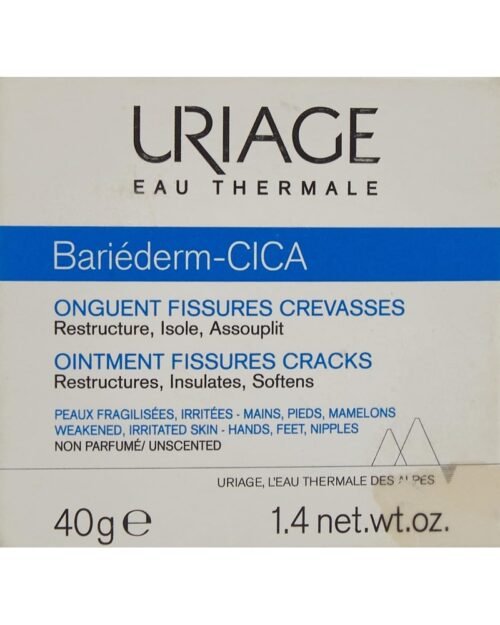 URIAGE
EAU THERMALE
Bariéderm-CICA
ONGUENT FISSURES CREVASSES
Restructure, Isole, Assouplit
OINTMENT FISSURES CRACKS
Restructures, Insulates, Softens
PEAUX FRAGILISÉES, IRRITÉES - MAINS, PIEDS, MAMELONS
WEAKENED, IRRITATED SKIN - HANDS, FEET, NIPPLES
NON PARFUMÉ/ UNSCENTED
URIAGE, L'EAU THERMALE DES ALPES
40g℮ 1.4 net.wt.oz.